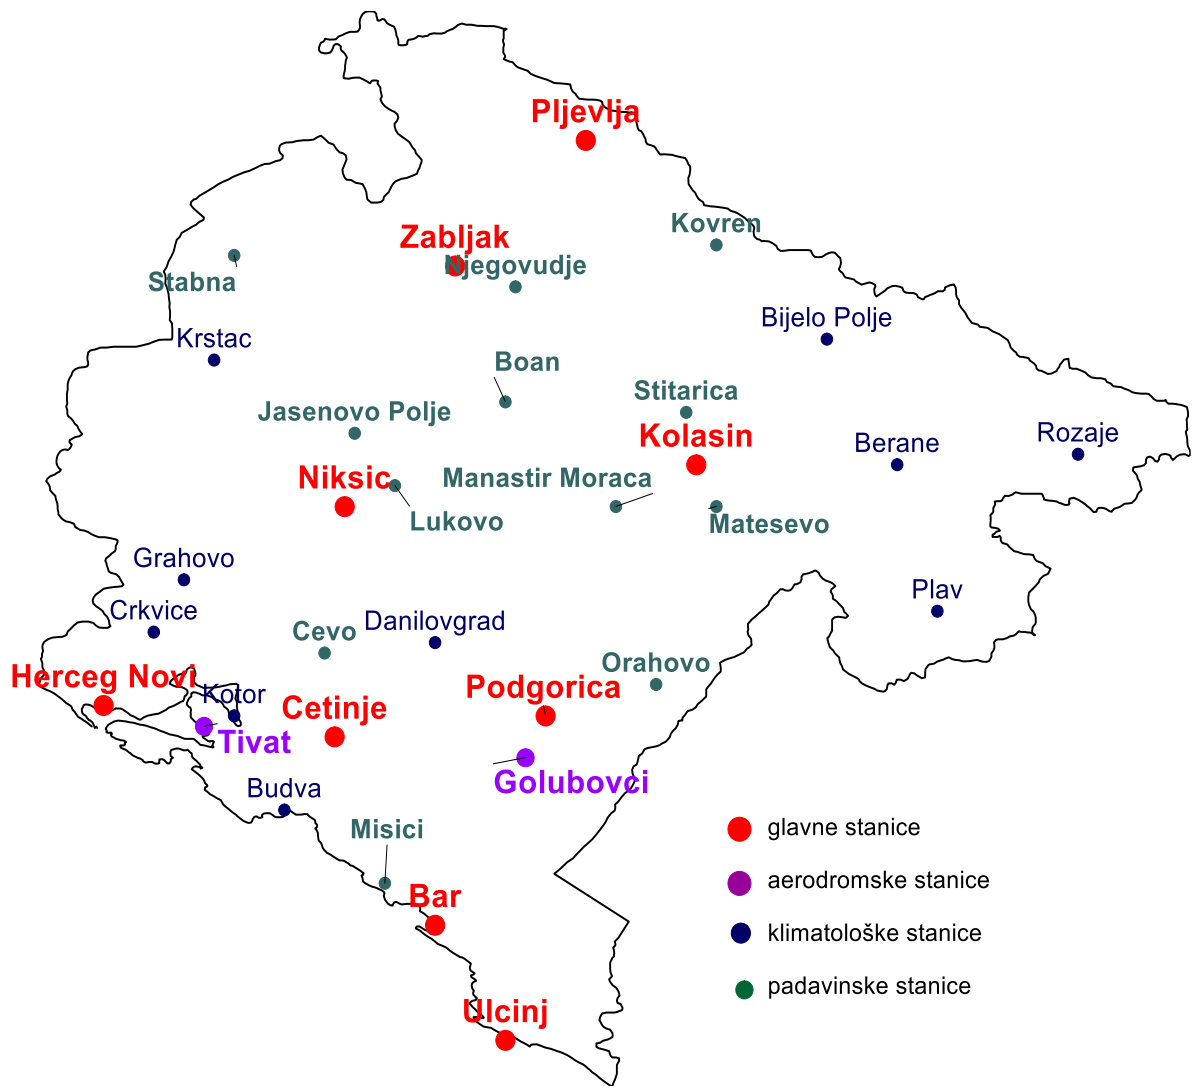 Pljevlja
Kovren
Zabljak
Njegovudje
Stabna
Bijelo Polje
Krstac
Boan
Stitarica
Jasenovo Polje
Kolasin
Rozaje
Berane
Niksic
Manastir Moraca
Lukovo
Matesevo
Grahovo
Plav
Crkvice
Danilovgrad
Cevo
Orahovo
Herceg Novi
Podgorica
Kotor
Cetinje
Tivat
Golubovci
Budva
Misici
glavne stanice
aerodromske stanice
Bar
klimatološke stanice
padavinske stanice
Ulcinj